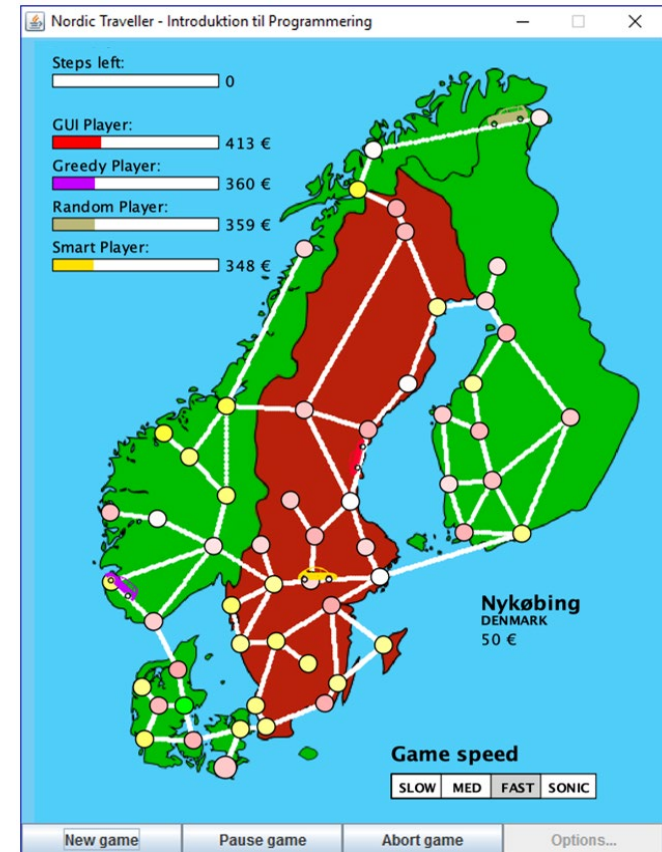 Nordic Traveller - Introduktion til Programmering
Steps left:
0
GUI Player:
413 €
Greedy Player:
360 €
Random Player:
359 €
Smart Player:
348 €
Nykøbing
DENMARK
50 €
Game speed
SLOW MED FAST SONIC
New game Pause game Abort game Options...